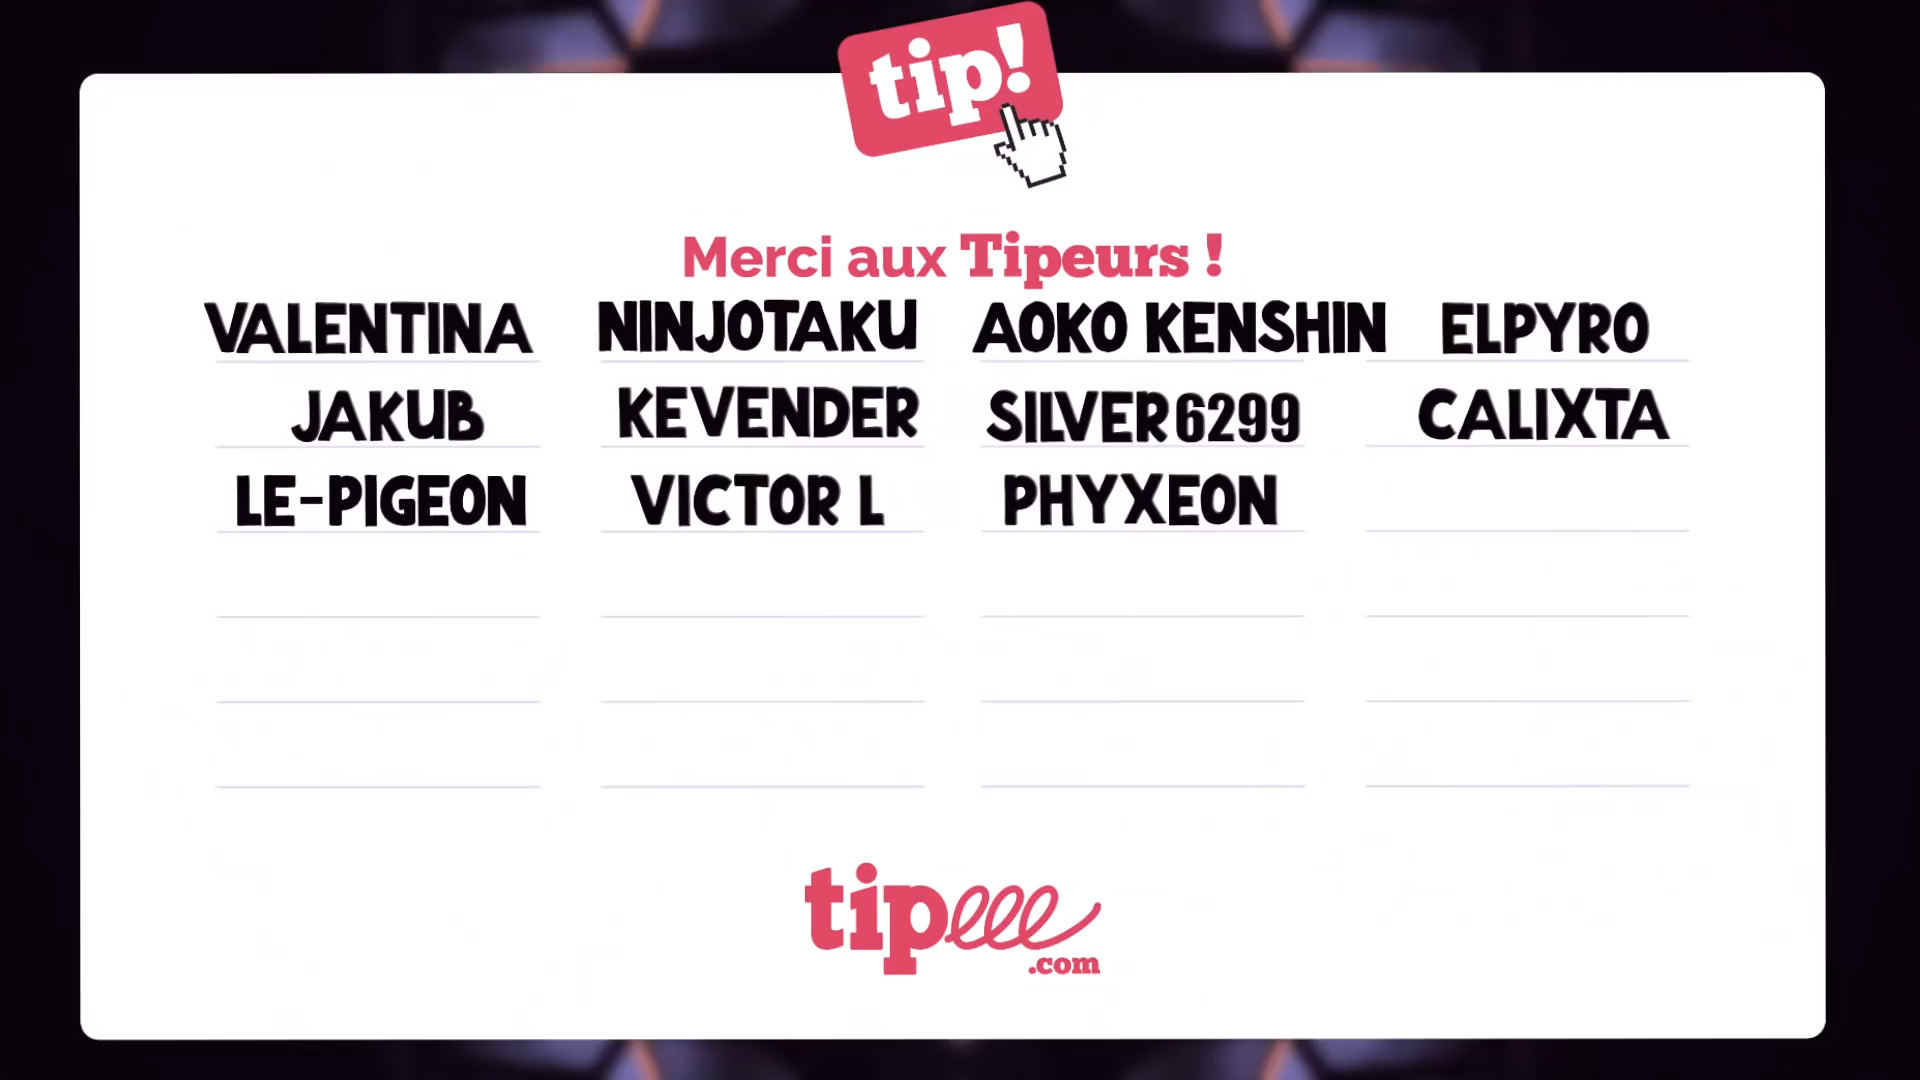 tip!
Merci aux Tipeurs !
VALENTINA NINJOTAKU AOKO KENSHIN ELPYRO
JAKUB KEVENDER SILVER6299 CALIXTA
LE-PIGEON VICTOR L PHYXEON
tipeee
.com